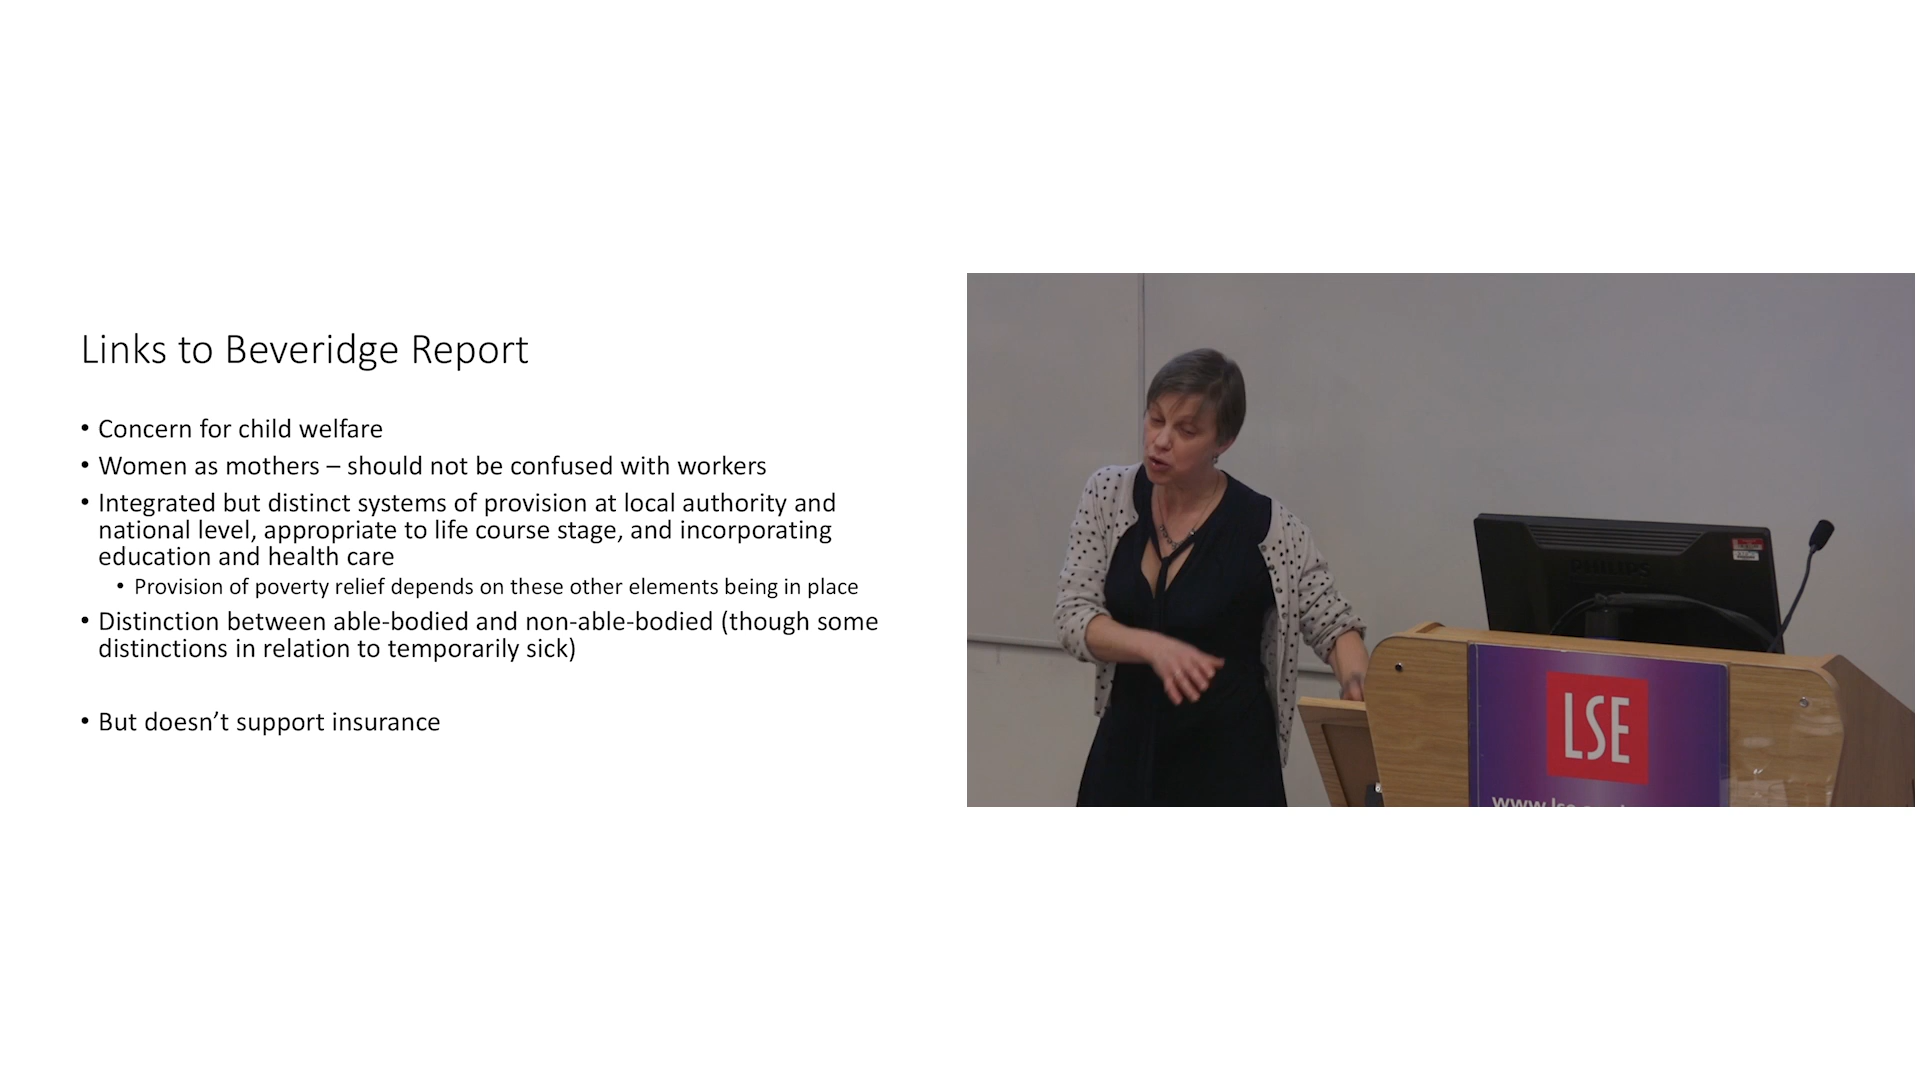 Links to Beveridge Report
• Concern for child welfare
• Women as mothers – should not be confused with workers
• Integrated but distinct systems of provision at local authority and
national level, appropriate to life course stage, and incorporating
education and health care
• Provision of poverty relief depends on these other elements being in place
• Distinction between able-bodied and non-able-bodied (though some
distinctions in relation to temporarily sick)
• But doesn’t support insurance
PHILIPS
LSE